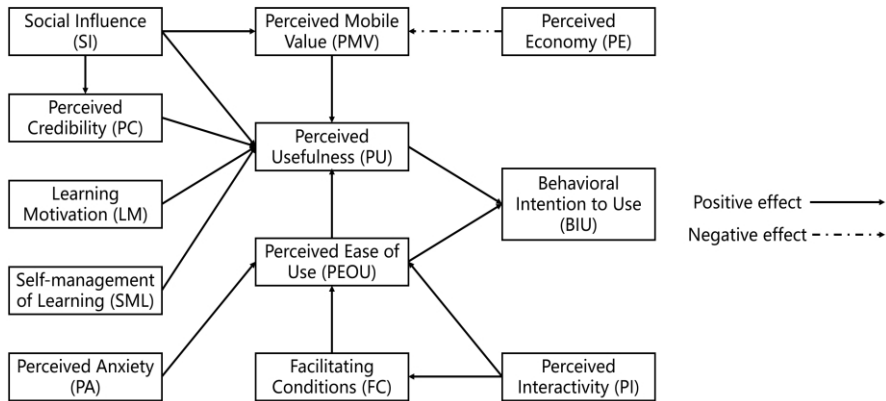 Social Influence
(SI)
Perceived Mobile
Value (PMV)
Perceived
Economy (PE)
Perceived
Credibility (PC)
Perceived
Usefulness (PU)
Learning
Motivation (LM)
Behavioral
Intention to Use
(BIU)
Positive effect
Negative effect
Self-management
of Learning (SML)
Perceived Ease of
Use (PEOU)
Perceived Anxiety
(PA)
Facilitating
Conditions (FC)
Perceived
Interactivity (PI)